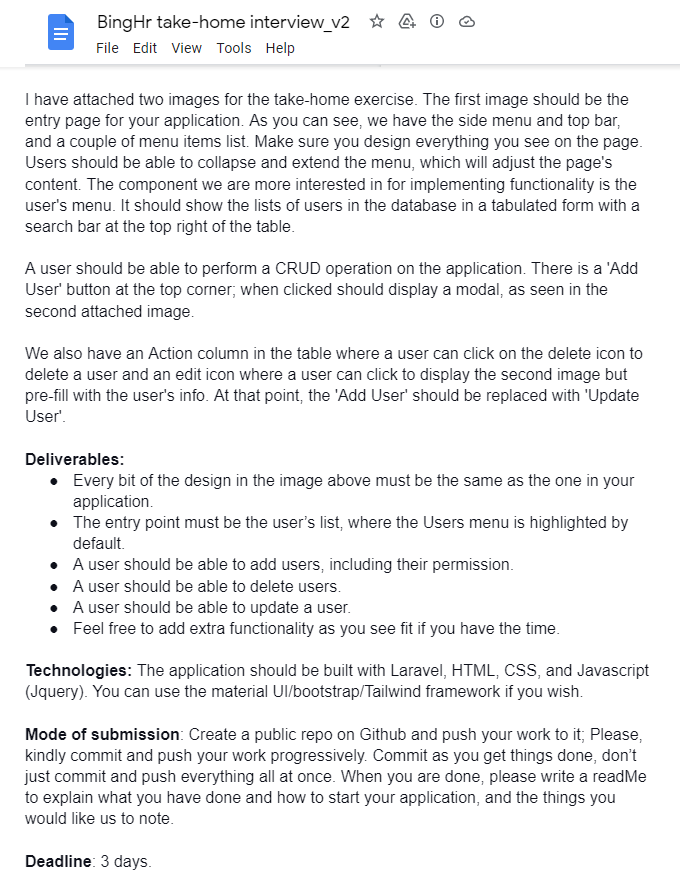 BingHr take-home interview_v2
File Edit View Tools Help
I have attached two images for the take-home exercise. The first image should be the
entry page for your application. As you can see, we have the side menu and top bar,
and a couple of menu items list. Make sure you design everything you see on the page.
Users should be able to collapse and extend the menu, which will adjust the page's
content. The component we are more interested in for implementing functionality is the
user's menu. It should show the lists of users in the database in a tabulated form with a
search bar at the top right of the table.
A user should be able to perform a CRUD operation on the application. There is a 'Add
User' button at the top corner; when clicked should display a modal, as seen in the
second attached image.
We also have an Action column in the table where a user can click on the delete icon to
delete a user and an edit icon where a user can click to display the second image but
pre-fill with the user's info. At that point, the 'Add User' should be replaced with 'Update
User'.
Deliverables:
● Every bit of the design in the image above must be the same as the one in your
application.
● The entry point must be the user’s list, where the Users menu is highlighted by
default.
● A user should be able to add users, including their permission.
● A user should be able to delete users.
● A user should be able to update a user.
● Feel free to add extra functionality as you see fit if you have the time.
Technologies: The application should be built with Laravel, HTML, CSS, and Javascript
(Jquery). You can use the material UI/bootstrap/Tailwind framework if you wish.
Mode of submission: Create a public repo on Github and push your work to it; Please,
kindly commit and push your work progressively. Commit as you get things done, don’t
just commit and push everything all at once. When you are done, please write a readMe
to explain what you have done and how to start your application, and the things you
would like us to note.
Deadline: 3 days.